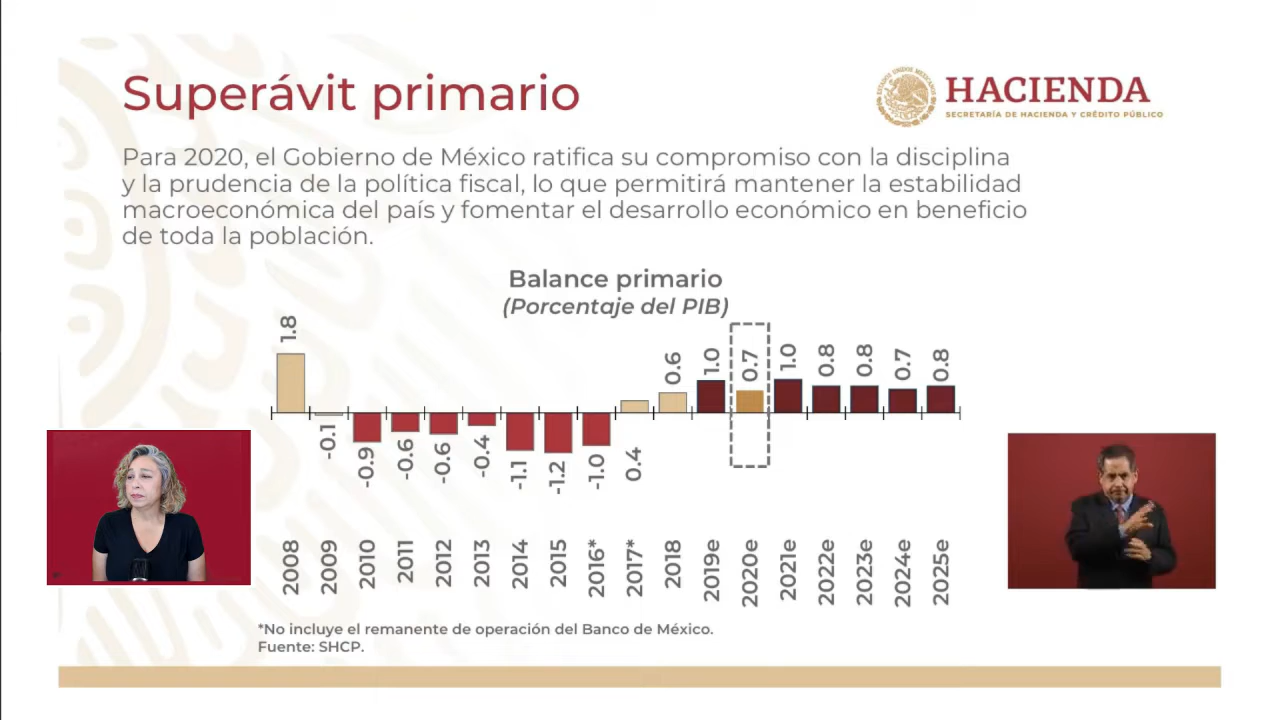 Superávit primario
HACIENDA
SECRETARÍA DE HACIENDA Y CRÉDITO PÚBLICO
Para 2020, el Gobierno de México ratifica su compromiso con la disciplina
y la prudencia de la política fiscal, lo que permitirá mantener la estabilidad
macroeconómica del país y fomentar el desarrollo económico en beneficio
de toda la población.
Balance primario
(Porcentaje del PIB)
1.8
-0.1
-0.9
-0.6
-0.6
-0.4
-1.1
-1.2
-1.0
0.4
0.6
1.0
0.7
1.0
0.8
0.8
0.7
0.8
2008
2009
2010
2011
2012
2013
2014
2015
2016*
2017*
2018
2019e
2020e
2021e
2022e
2023e
2024e
2025e
*No incluye el remanente de operación del Banco de México.
Fuente: SHCP.